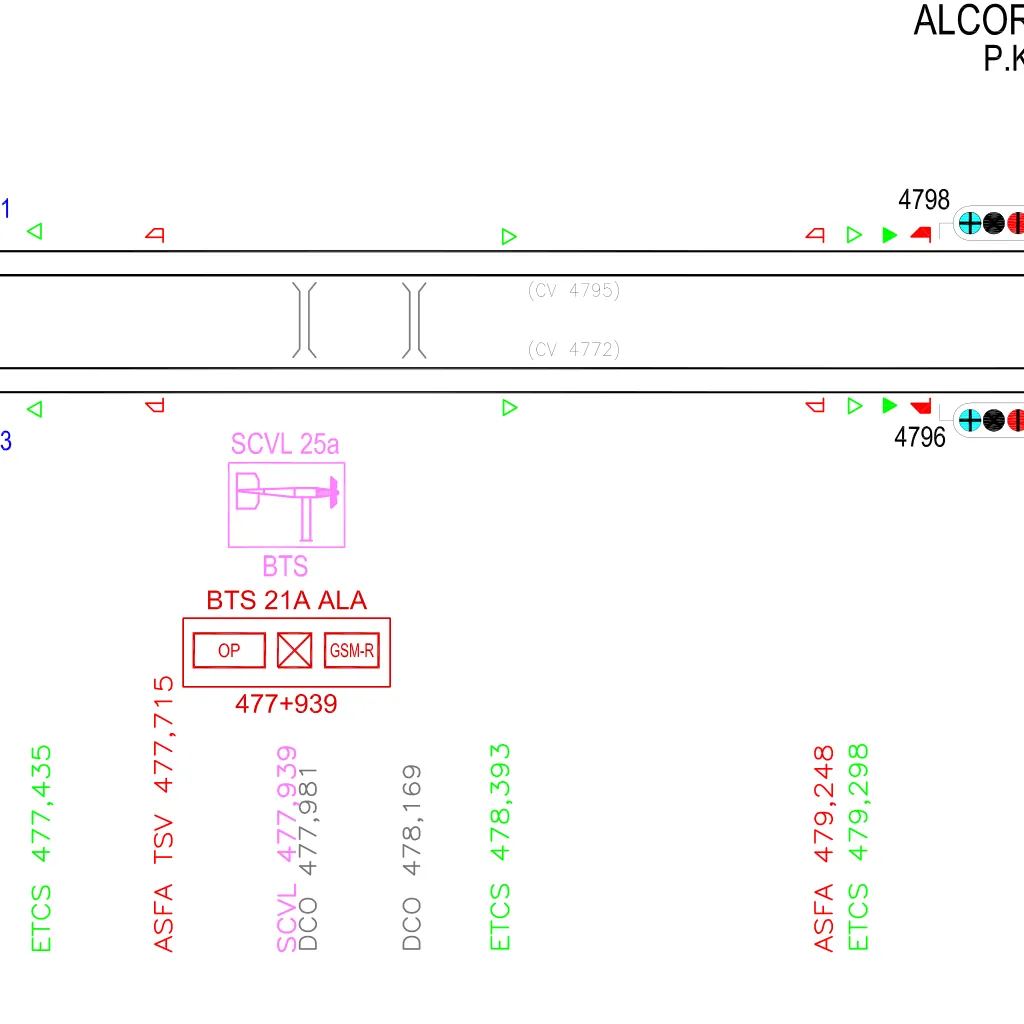 ALCOR
P.K
1
4798
(CV 4795)
(CV 4772)
3
4796
SCVL 25a
BTS
BTS 21A ALA
OP
GSM-R
477+939
ETCS 477,435
ASFA TSV 477,715
SCVL 477,939
DCO 477,981
DCO 478,169
ETCS 478,393
ASFA 479,248
ETCS 479,298